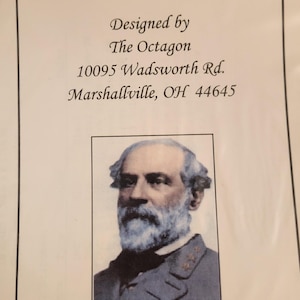 Designed by
The Octagon
10095 Wadsworth Rd.
Marshallville, OH 44645